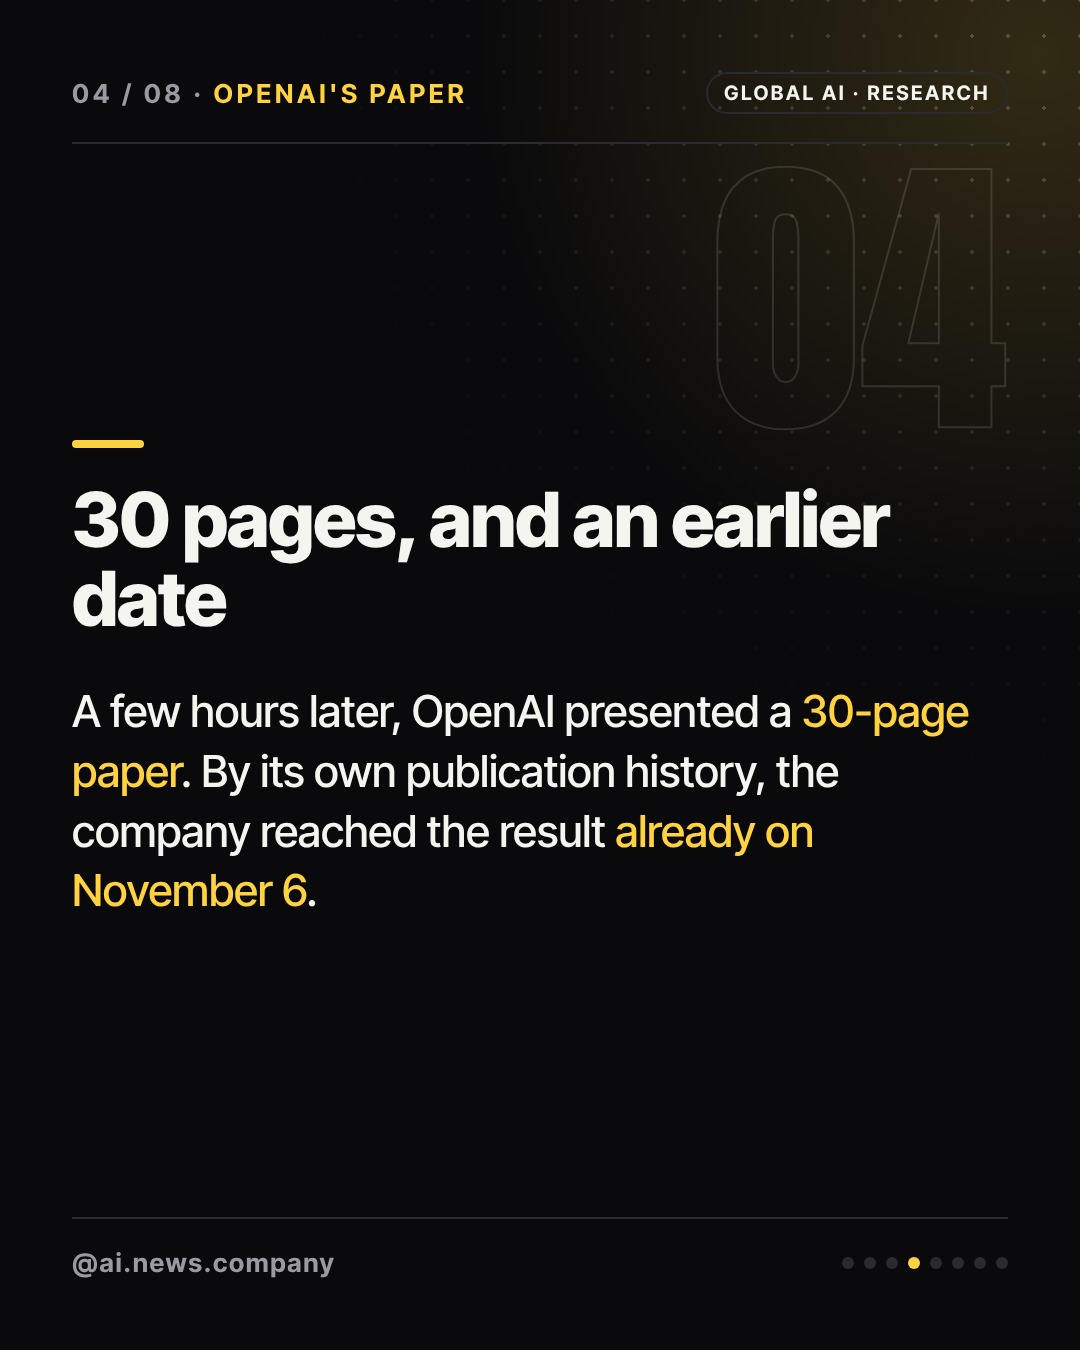 04 / 08 · OPENAI'S PAPER
GLOBAL AI · RESEARCH
04
30 pages, and an earlier
date
A few hours later, OpenAI presented a 30-page
paper. By its own publication history, the
company reached the result already on
November 6.
@ai.news.company